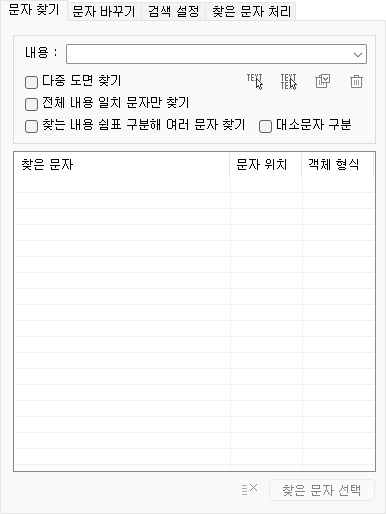 문자 찾기 문자 바꾸기 검색 설정 찾은 문자 처리
내용 :
다중 도면 찾기
TEXT TEXT TEXT
전체 내용 일치 문자만 찾기
찾는 내용 쉼표 구분해 여러 문자 찾기 대소문자 구분
찾은 문자 문자 위치 객체 형식
찾은 문자 선택